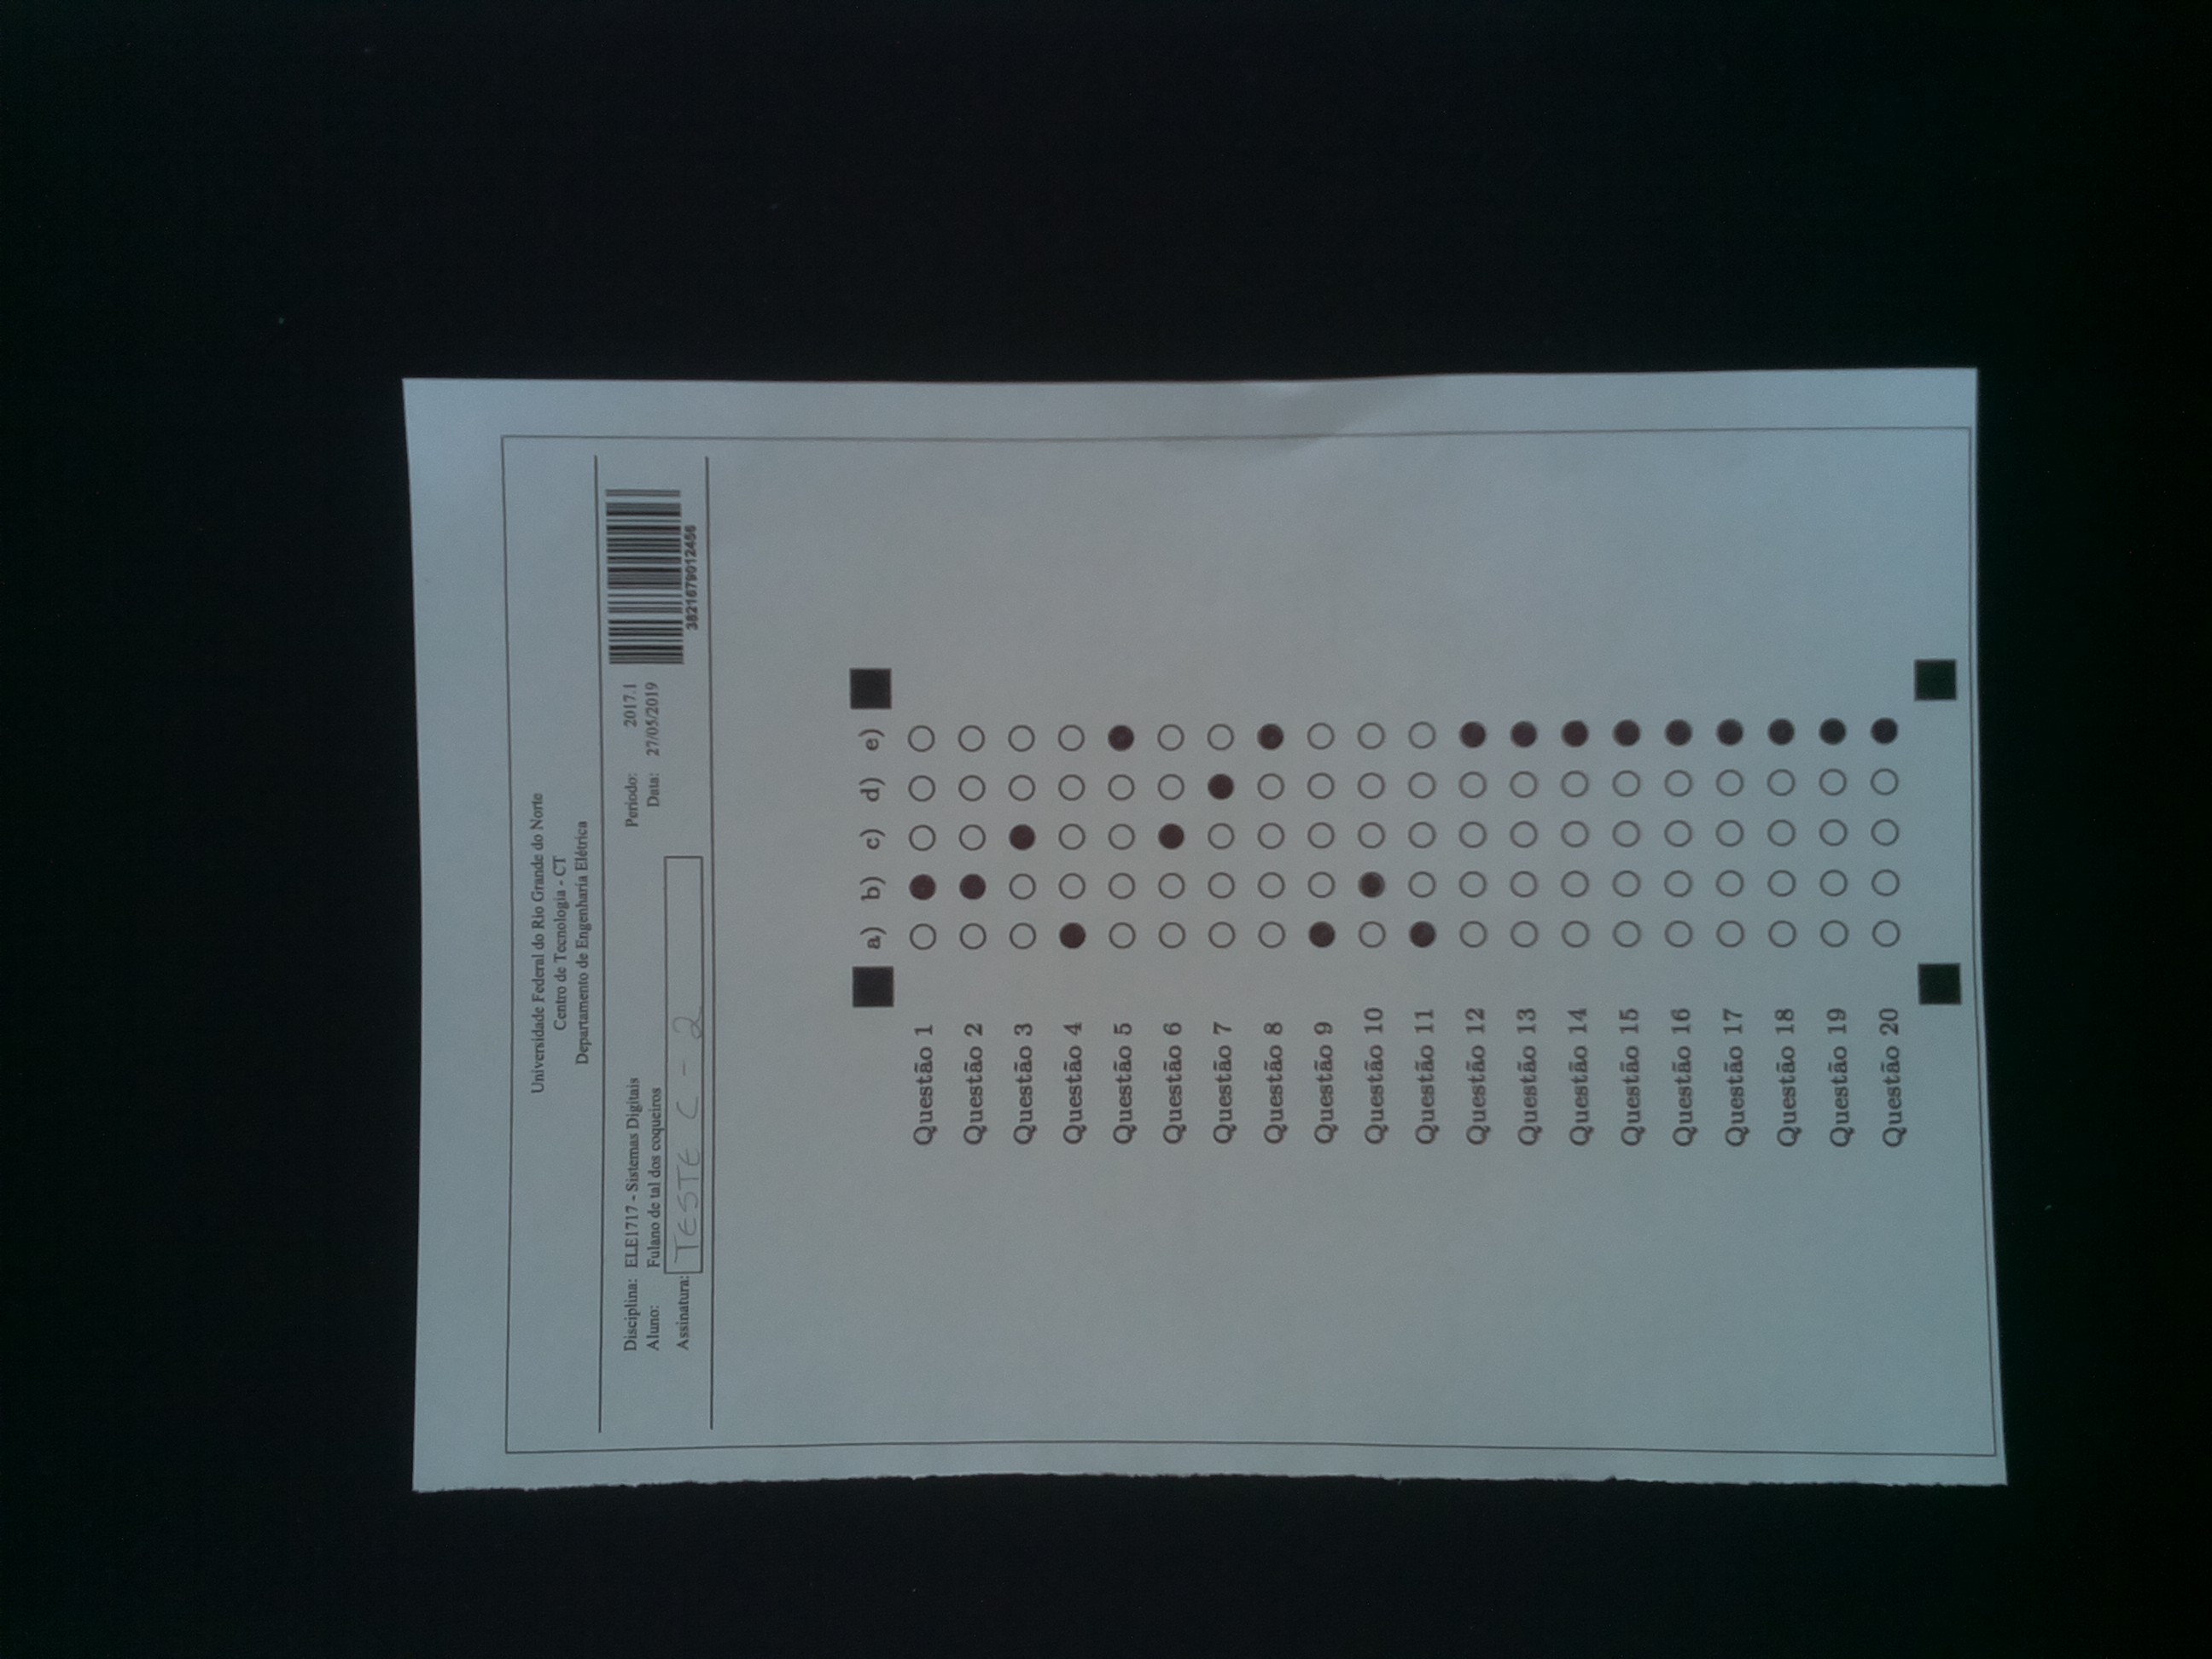 Universidade Federal do Rio Grande do Norte
Centro de Tecnologia - CT
Departamento de Engenharia Elétrica
Disciplina: ELE1717 - Sistemas Digitais Período: 2017.1
Aluno: Fulano de tal dos coqueiros Data: 27/05/2019
Assinatura: TESTE C - 2
3821679012456
a) b) c) d) e)
Questão 1
Questão 2
Questão 3
Questão 4
Questão 5
Questão 6
Questão 7
Questão 8
Questão 9
Questão 10
Questão 11
Questão 12
Questão 13
Questão 14
Questão 15
Questão 16
Questão 17
Questão 18
Questão 19
Questão 20